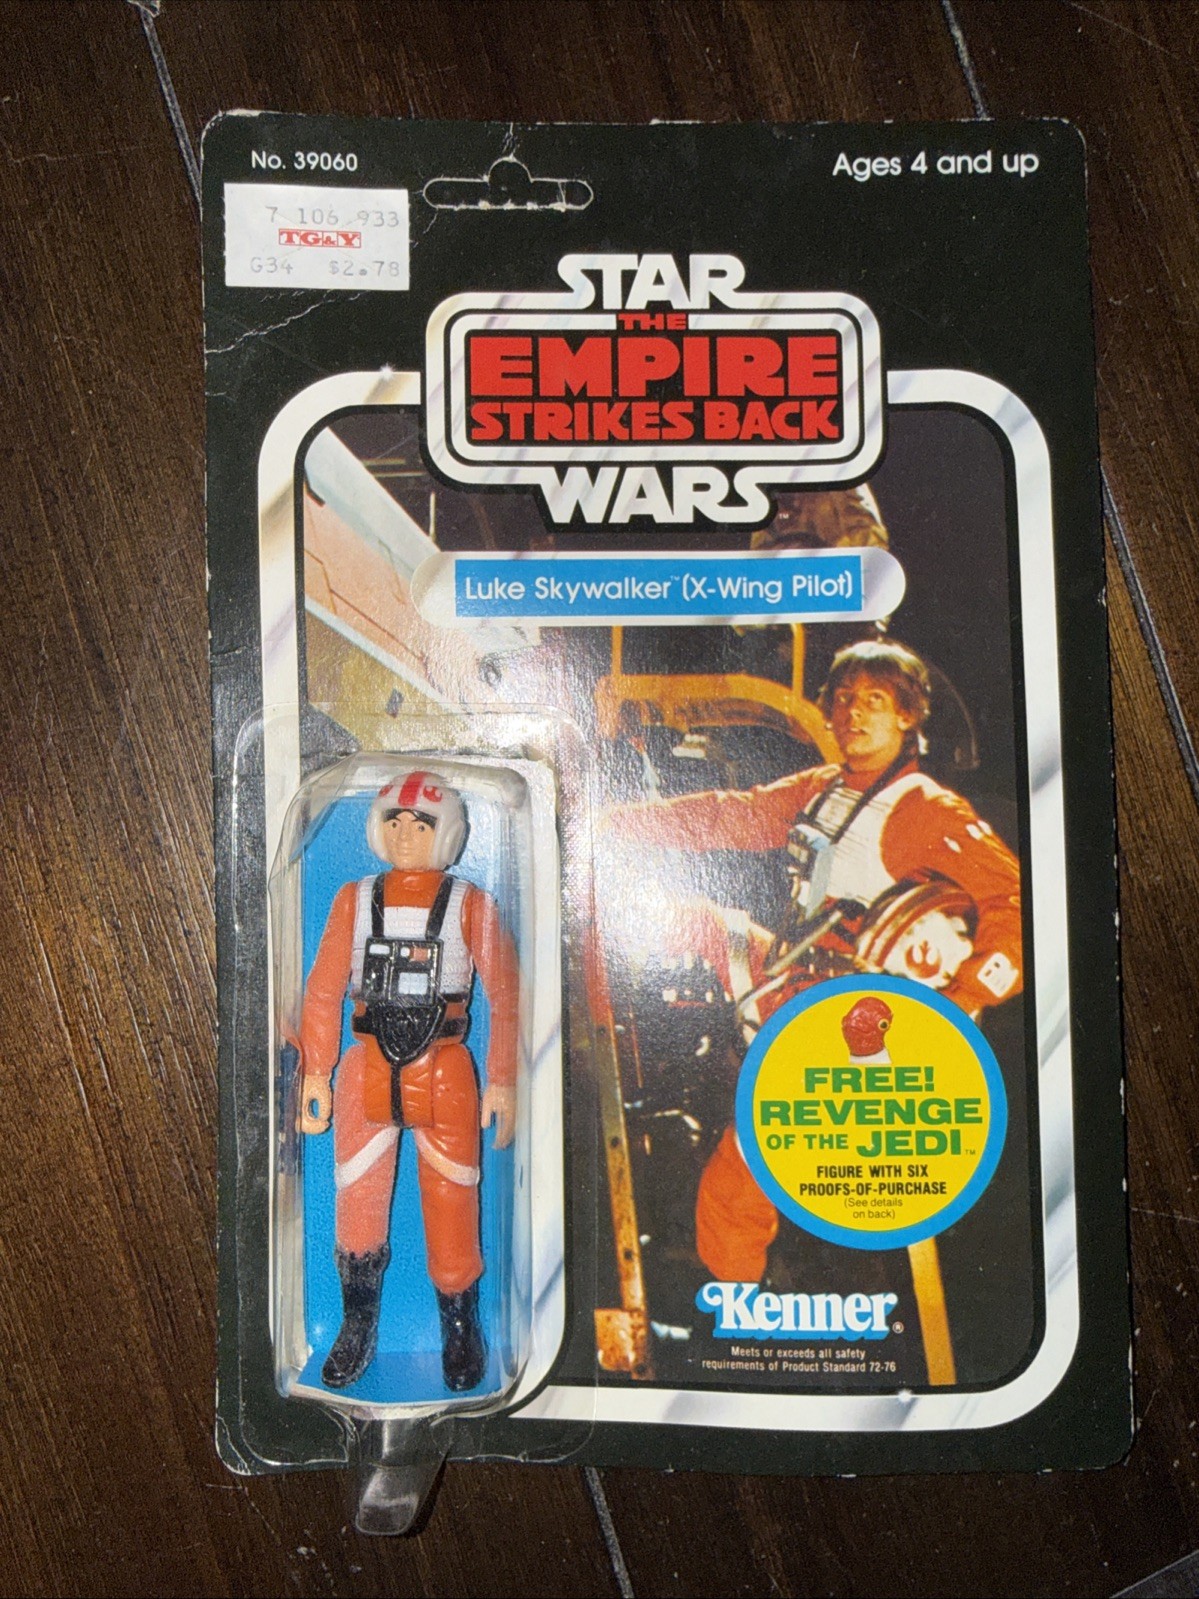 No. 39060
Ages 4 and up
7 106 933
TG&Y
G34 $2.78
STAR
THE
EMPIRE
STRIKES BACK
WARS™
Luke Skywalker™ (X-Wing Pilot)
FREE!
REVENGE
OF THE JEDI™
FIGURE WITH SIX
PROOFS-OF-PURCHASE
(See details
on back)
Kenner®
Meets or exceeds all safety
requirements of Product Standard 72-76